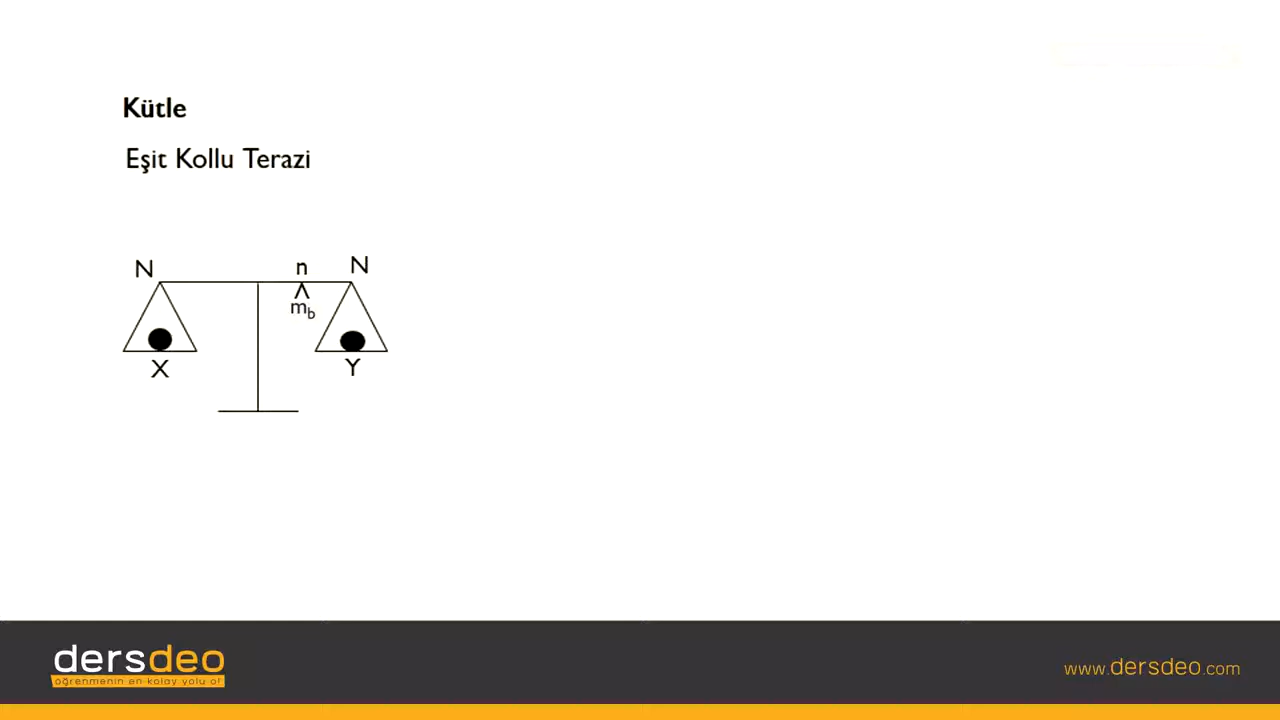 Kütle
Eşit Kollu Terazi
N n N
m_b
X Y
dersdeo
öğrenmenin en kolay yolu o!
www.dersdeo.com